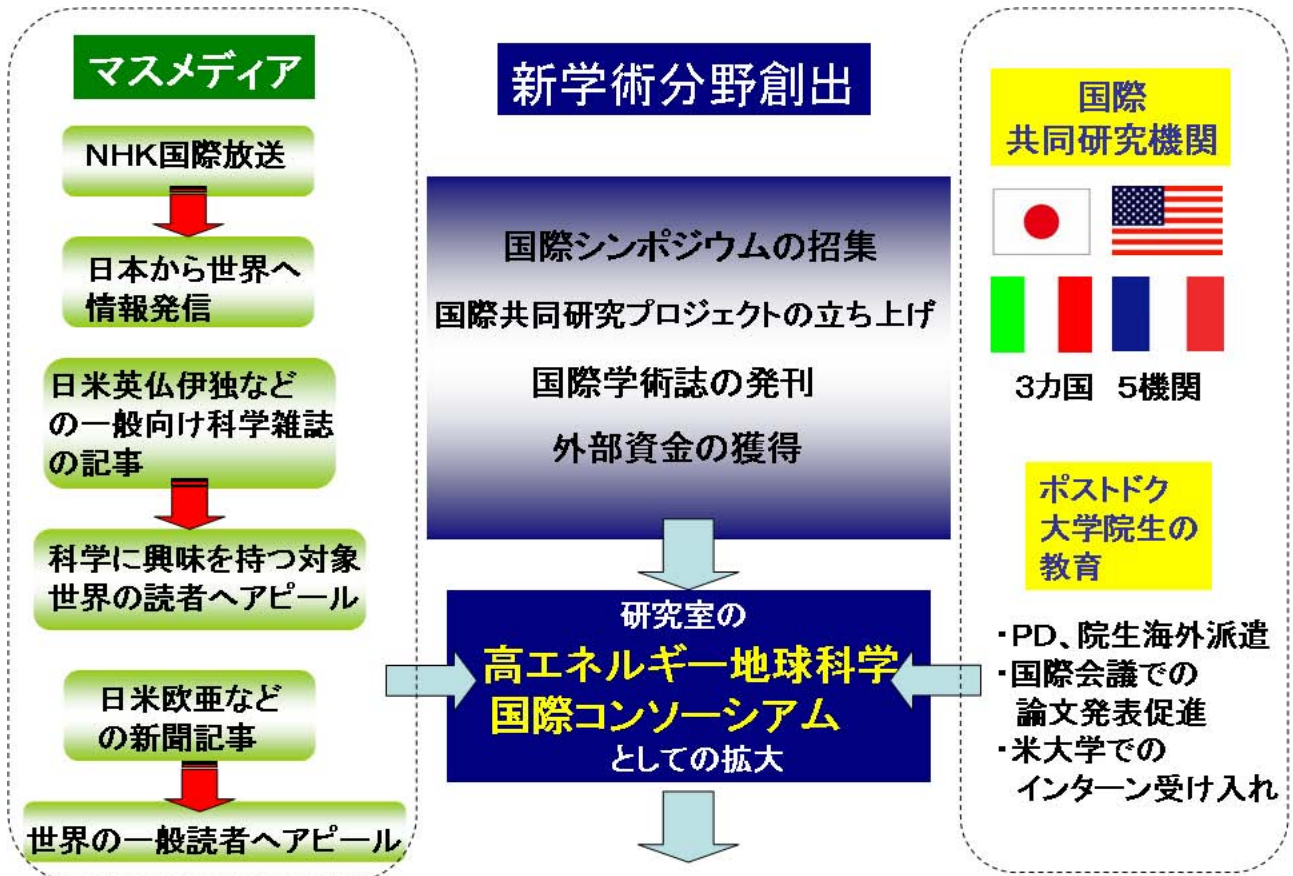 マスメディア
NHK国際放送
日本から世界へ
情報発信
日米英仏伊独など
の一般向け科学雑誌
の記事
科学に興味を持つ対象
世界の読者へアピール
日米欧亜など
の新聞記事
世界の一般読者へアピール
新学術分野創出
国際シンポジウムの招集
国際共同研究プロジェクトの立ち上げ
国際学術誌の発刊
外部資金の獲得
研究室の
高エネルギー地球科学
国際コンソーシアム
としての拡大
国際
共同研究機関
3カ国 5機関
ポストドク
大学院生の
教育
・PD、院生海外派遣
・国際会議での
論文発表促進
・米大学での
インターン受け入れ